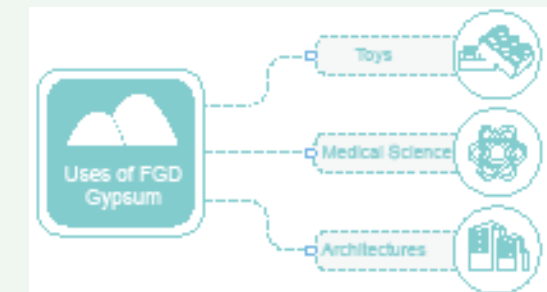 Uses of FGD
Gypsum
Toys
Medical Science
Architectures